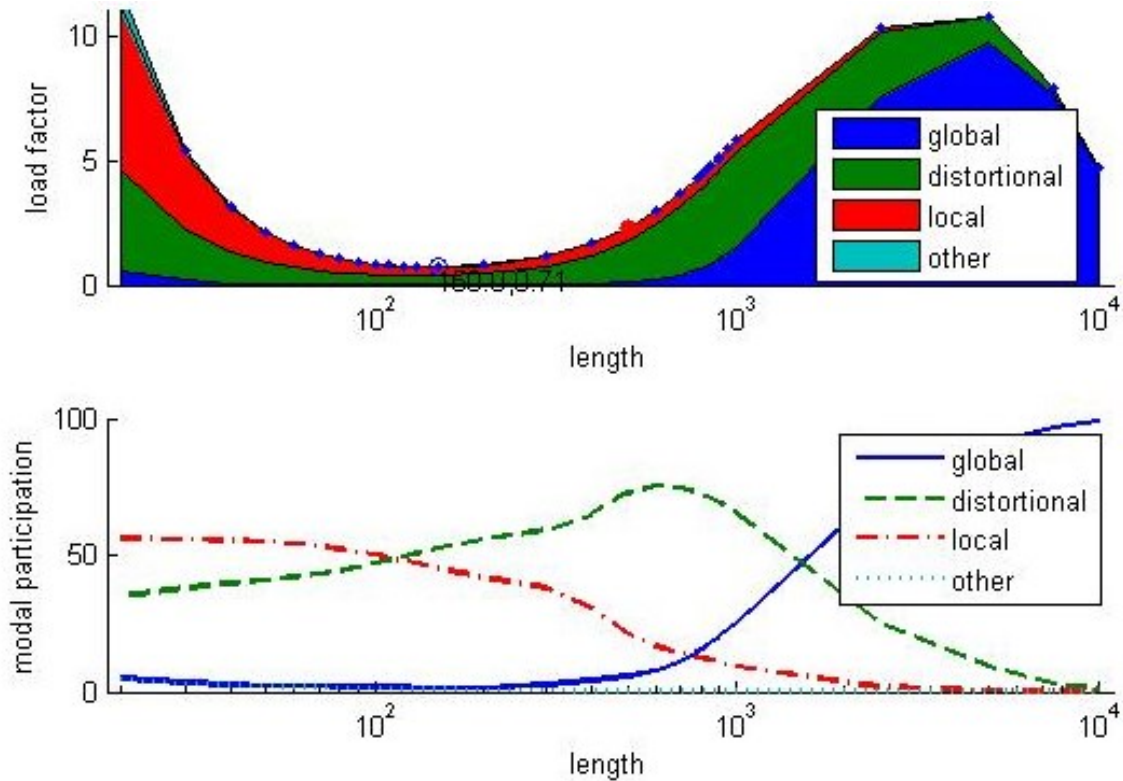 10
5
0
load factor
global
distortional
local
other
10^2
10^3
10^4
length
100
50
0
modal participation
global
distortional
local
other
10^2
10^3
10^4
length